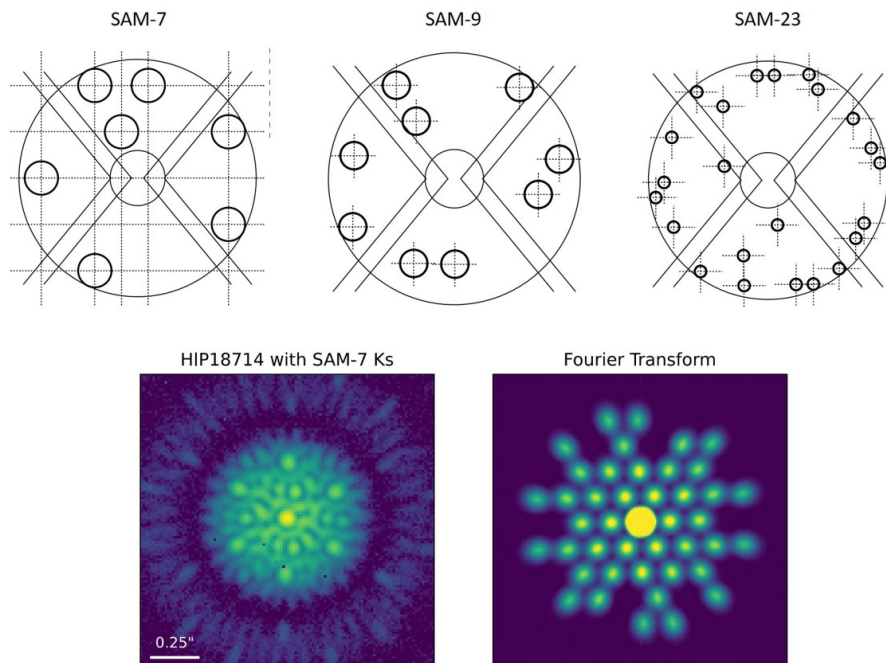 SAM-7
SAM-9
SAM-23
HIP18714 with SAM-7 Ks
Fourier Transform
0.25"